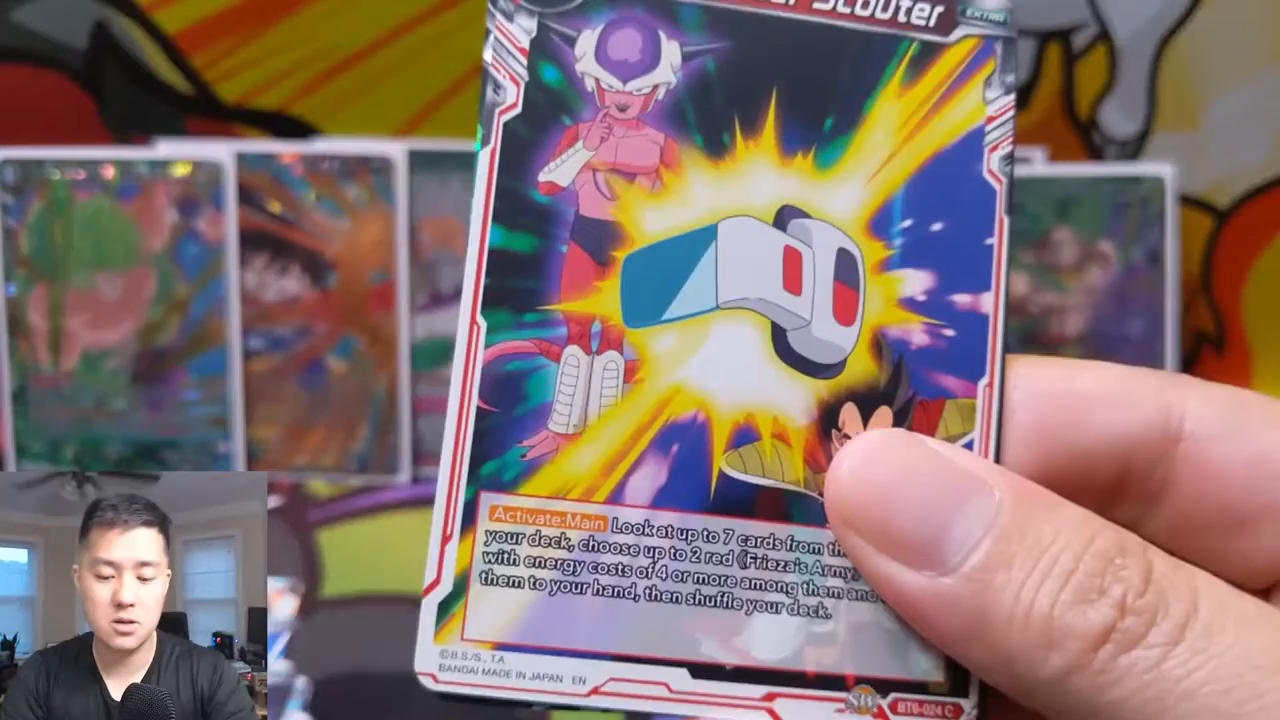 Scouter
EXTRA
Activate:Main Look at up to 7 cards from
your deck, choose up to 2 red 《Frieza's Army
with energy costs of 4 or more among them and
them to your hand, then shuffle your deck.
©B.S./S., T.A.
BANDAI MADE IN JAPAN EN
BT6-024 C